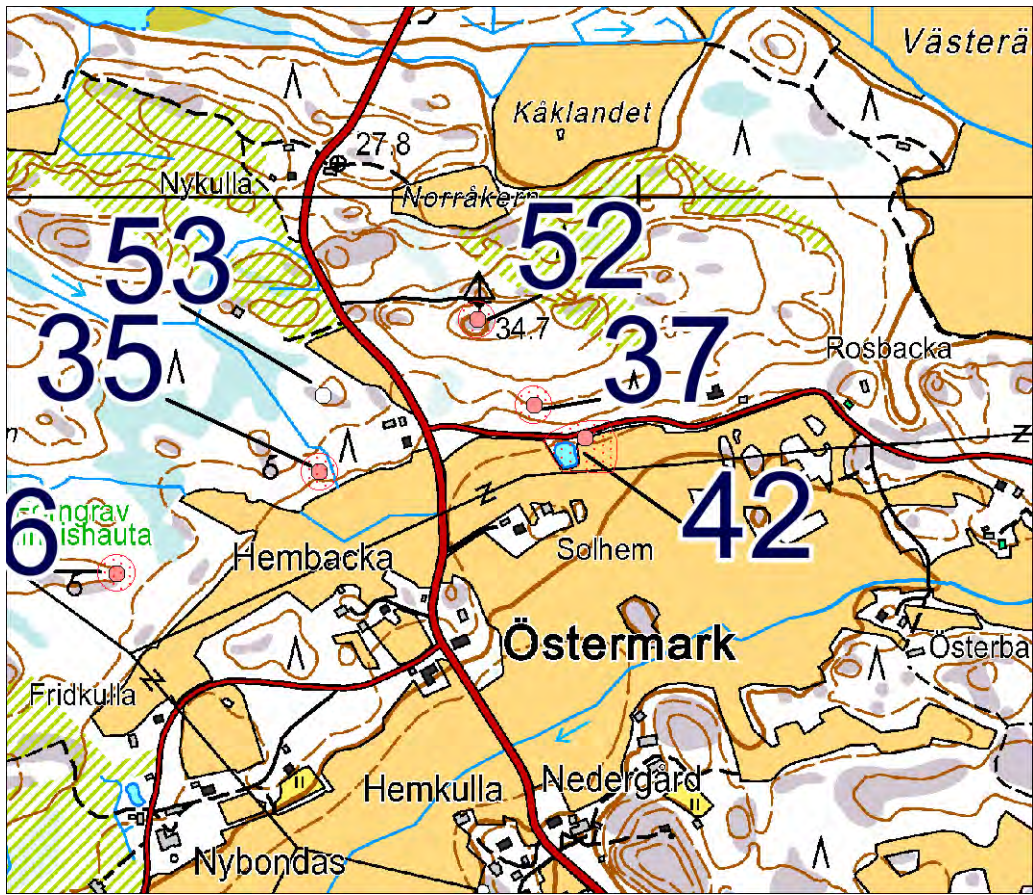 Västerä
Kåklandet
27.8
Nykulla
Norråkern
53
52
34.7
35
37
Rosbacka
6
Hembacka
42
Solhem
Östermark
Österba
Fridkulla
Hemkulla
Nedergård
Nybondas